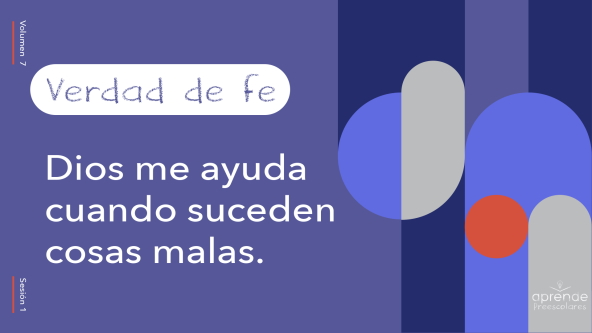 Volumen 7
Verdad de fe
Dios me ayuda
cuando suceden
cosas malas.
Sesión 1
aprende
Preescolares